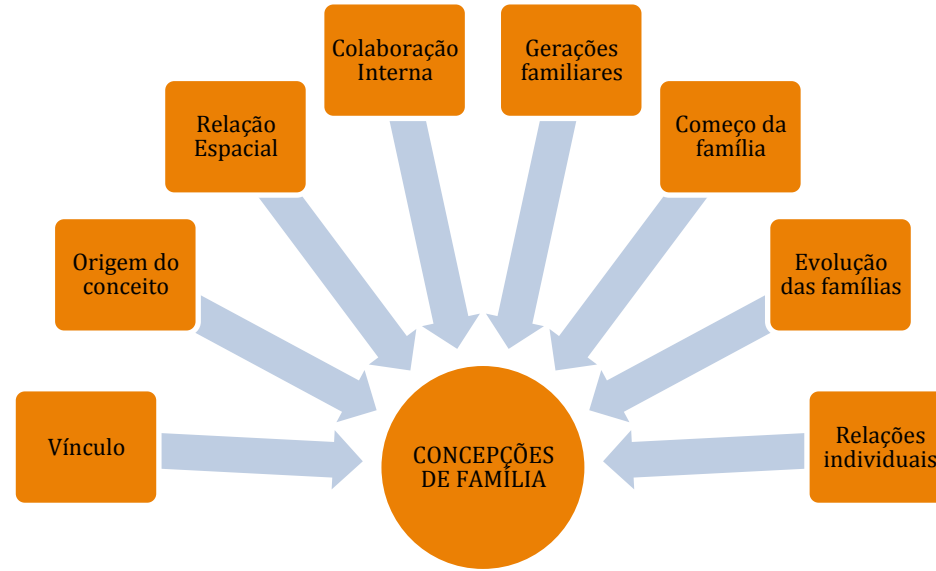 Colaboração
Interna
Gerações
familiares
Relação
Espacial
Começo da
família
Origem do
conceito
Evolução
das famílias
Vínculo
CONCEPÇÕES
DE FAMÍLIA
Relações
individuais